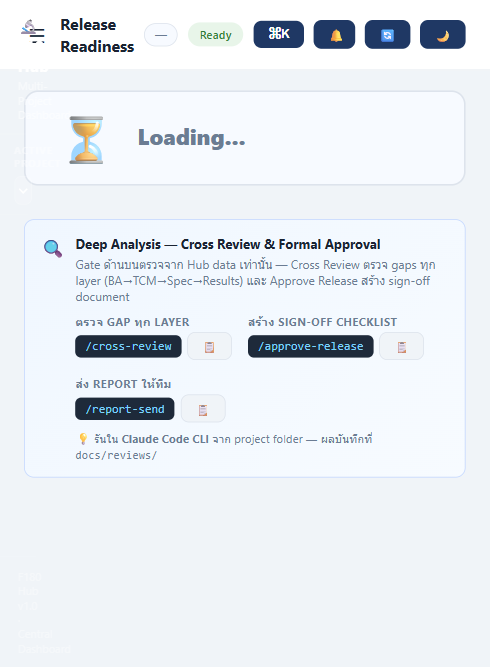 Release
Readiness
—
Ready
⌘K
Loading...
Deep Analysis — Cross Review & Formal Approval
Gate ด้านบนตรวจจาก Hub data เท่านั้น — Cross Review ตรวจ gaps ทุก
layer (BA→TCM→Spec→Results) และ Approve Release สร้าง sign-off
document
ตรวจ GAP ทุก LAYER
สร้าง SIGN-OFF CHECKLIST
/cross-review
/approve-release
ส่ง REPORT ให้ทีม
/report-send
รันใน Claude Code CLI จาก project folder — ผลบันทึกที่
docs/reviews/